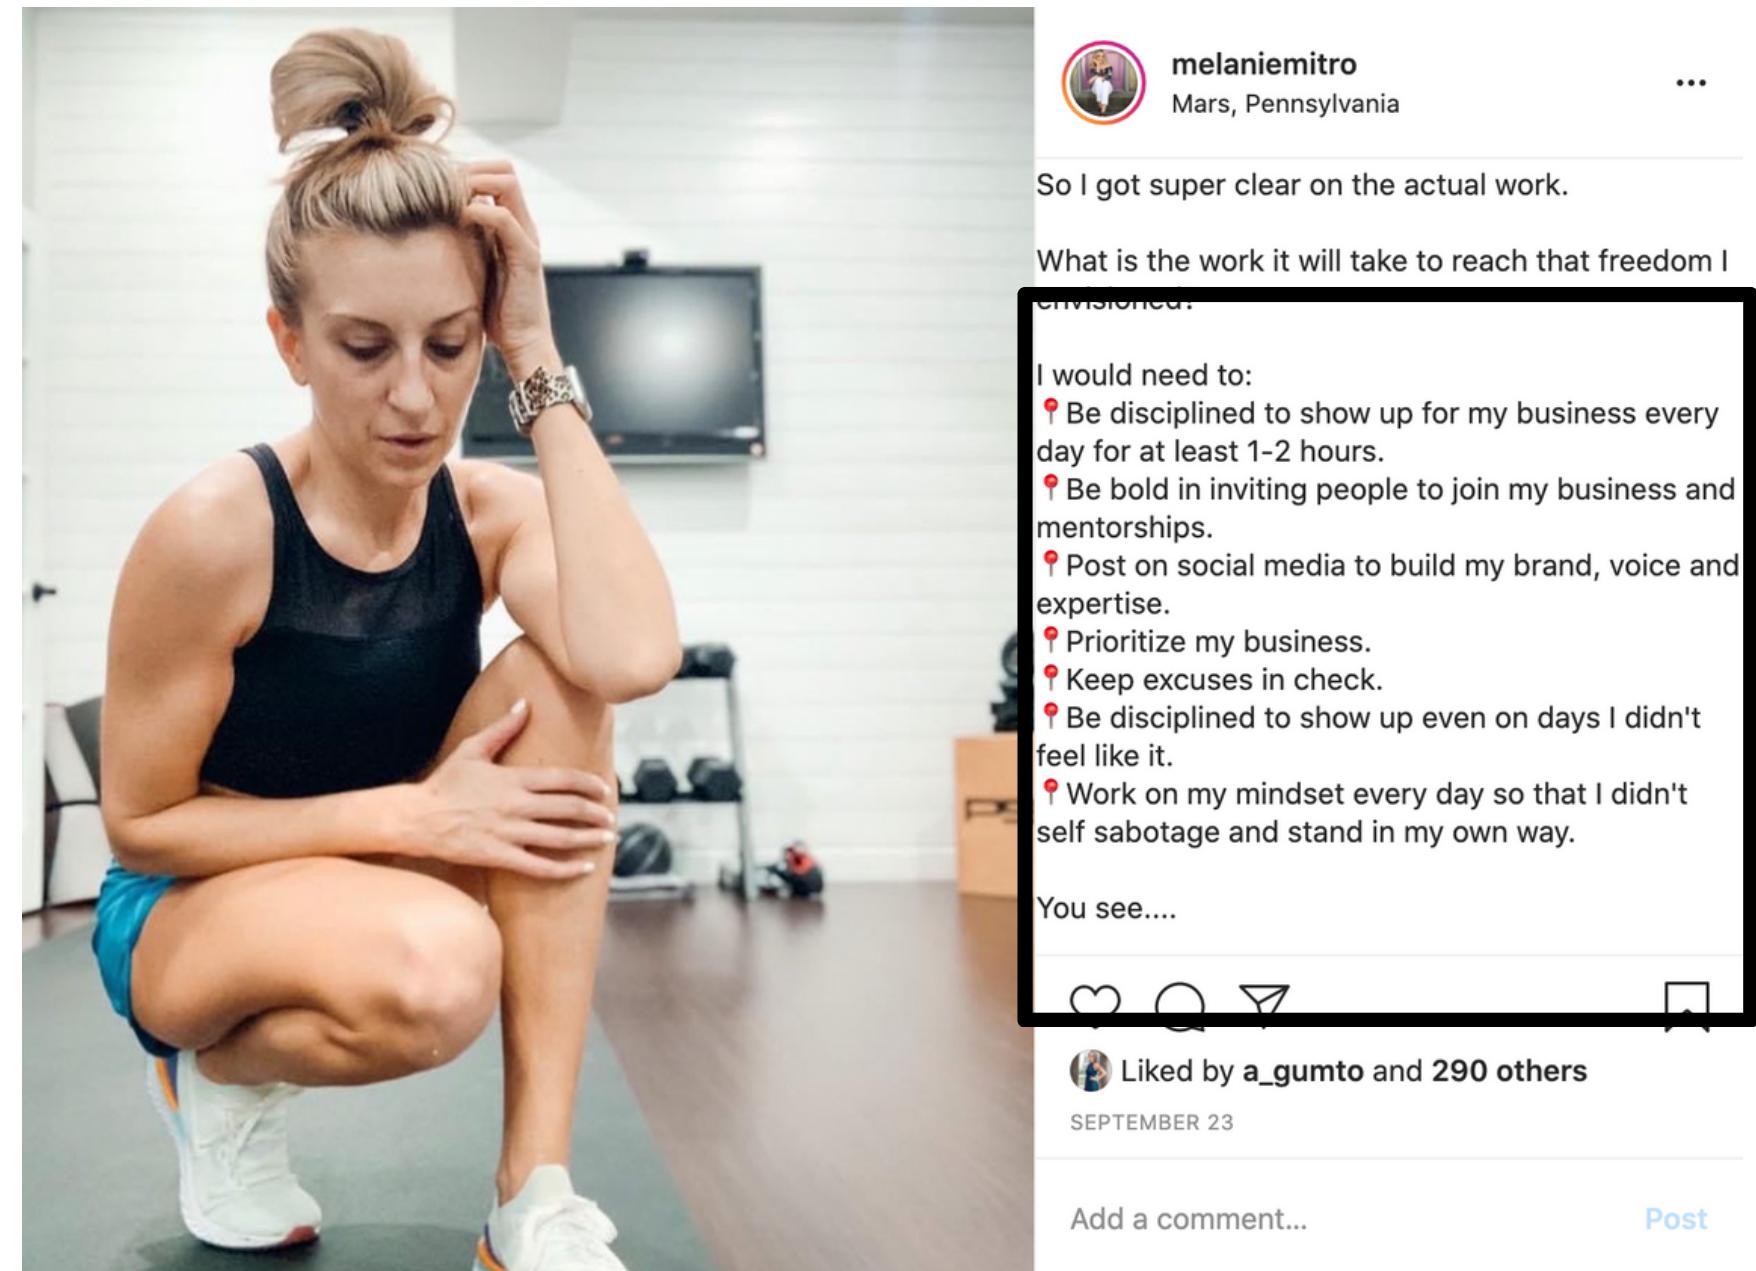 melaniemitro
Mars, Pennsylvania
So I got super clear on the actual work.
What is the work it will take to reach that freedom I
envisioned?
I would need to:
📍Be disciplined to show up for my business every
day for at least 1-2 hours.
📍Be bold in inviting people to join my business and
mentorships.
📍Post on social media to build my brand, voice and
expertise.
📍Prioritize my business.
📍Keep excuses in check.
📍Be disciplined to show up even on days I didn't
feel like it.
📍Work on my mindset every day so that I didn't
self sabotage and stand in my own way.
You see....
Liked by a_gumto and 290 others
SEPTEMBER 23
Add a comment...
Post